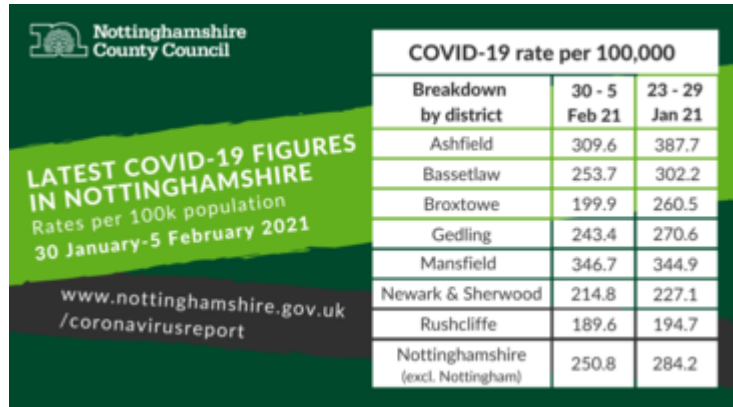 Nottinghamshire
County Council
LATEST COVID-19 FIGURES
IN NOTTINGHAMSHIRE
Rates per 100k population
30 January-5 February 2021
www.nottinghamshire.gov.uk
/coronavirusreport
COVID-19 rate per 100,000
Breakdown by district 30 - 5 Feb 21 23 - 29 Jan 21
Ashfield 309.6 387.7
Bassetlaw 253.7 302.2
Broxtowe 199.9 260.5
Gedling 243.4 270.6
Mansfield 346.7 344.9
Newark & Sherwood 214.8 227.1
Rushcliffe 189.6 194.7
Nottinghamshire (excl. Nottingham) 250.8 284.2